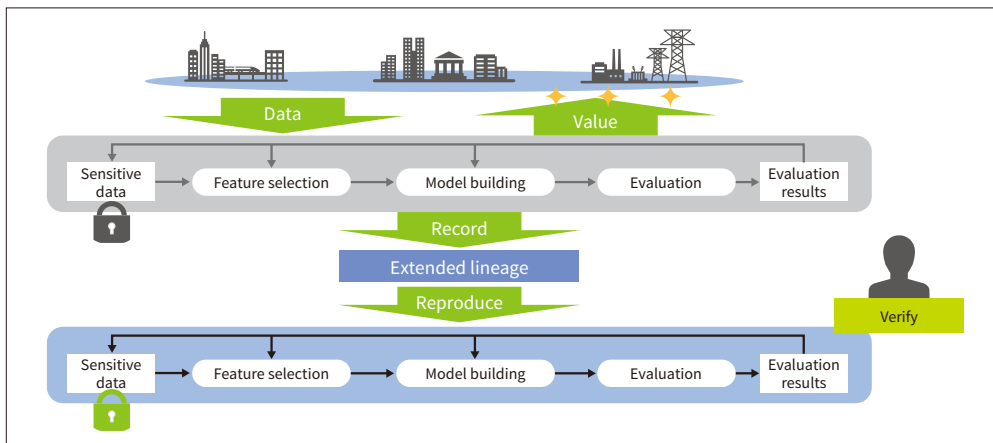 Data
Value
Sensitive
data
Feature selection
Model building
Evaluation
Evaluation
results
Record
Extended lineage
Reproduce
Verify
Sensitive
data
Feature selection
Model building
Evaluation
Evaluation
results